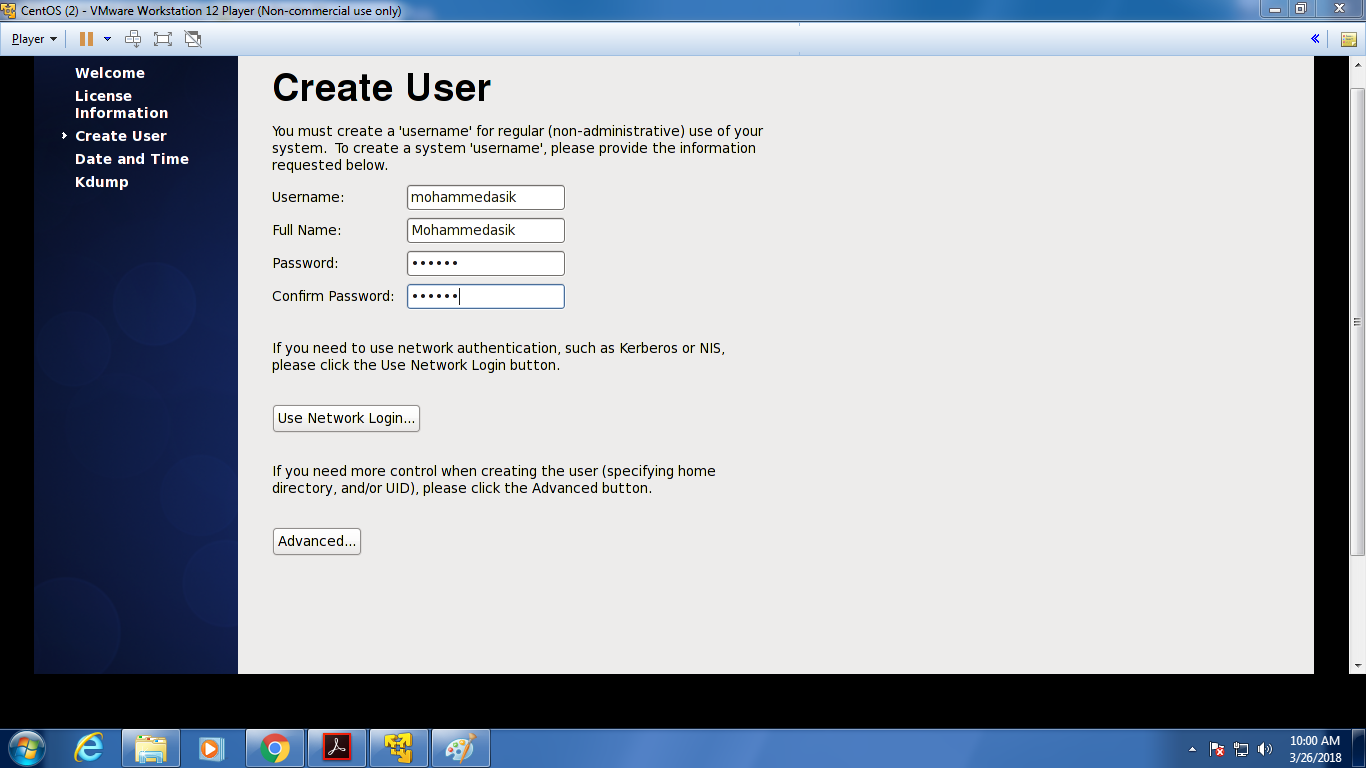 CentOS (2) - VMware Workstation 12 Player (Non-commercial use only)
Player
Welcome
License
Information
Create User
Date and Time
Kdump
Create User
You must create a 'username' for regular (non-administrative) use of your
system.  To create a system 'username', please provide the information
requested below.
Username: mohammedasik
Full Name: Mohammedasik
Password: ••••••
Confirm Password: ••••••
If you need to use network authentication, such as Kerberos or NIS,
please click the Use Network Login button.
Use Network Login...
If you need more control when creating the user (specifying home
directory, and/or UID), please click the Advanced button.
Advanced...
10:00 AM
3/26/2018